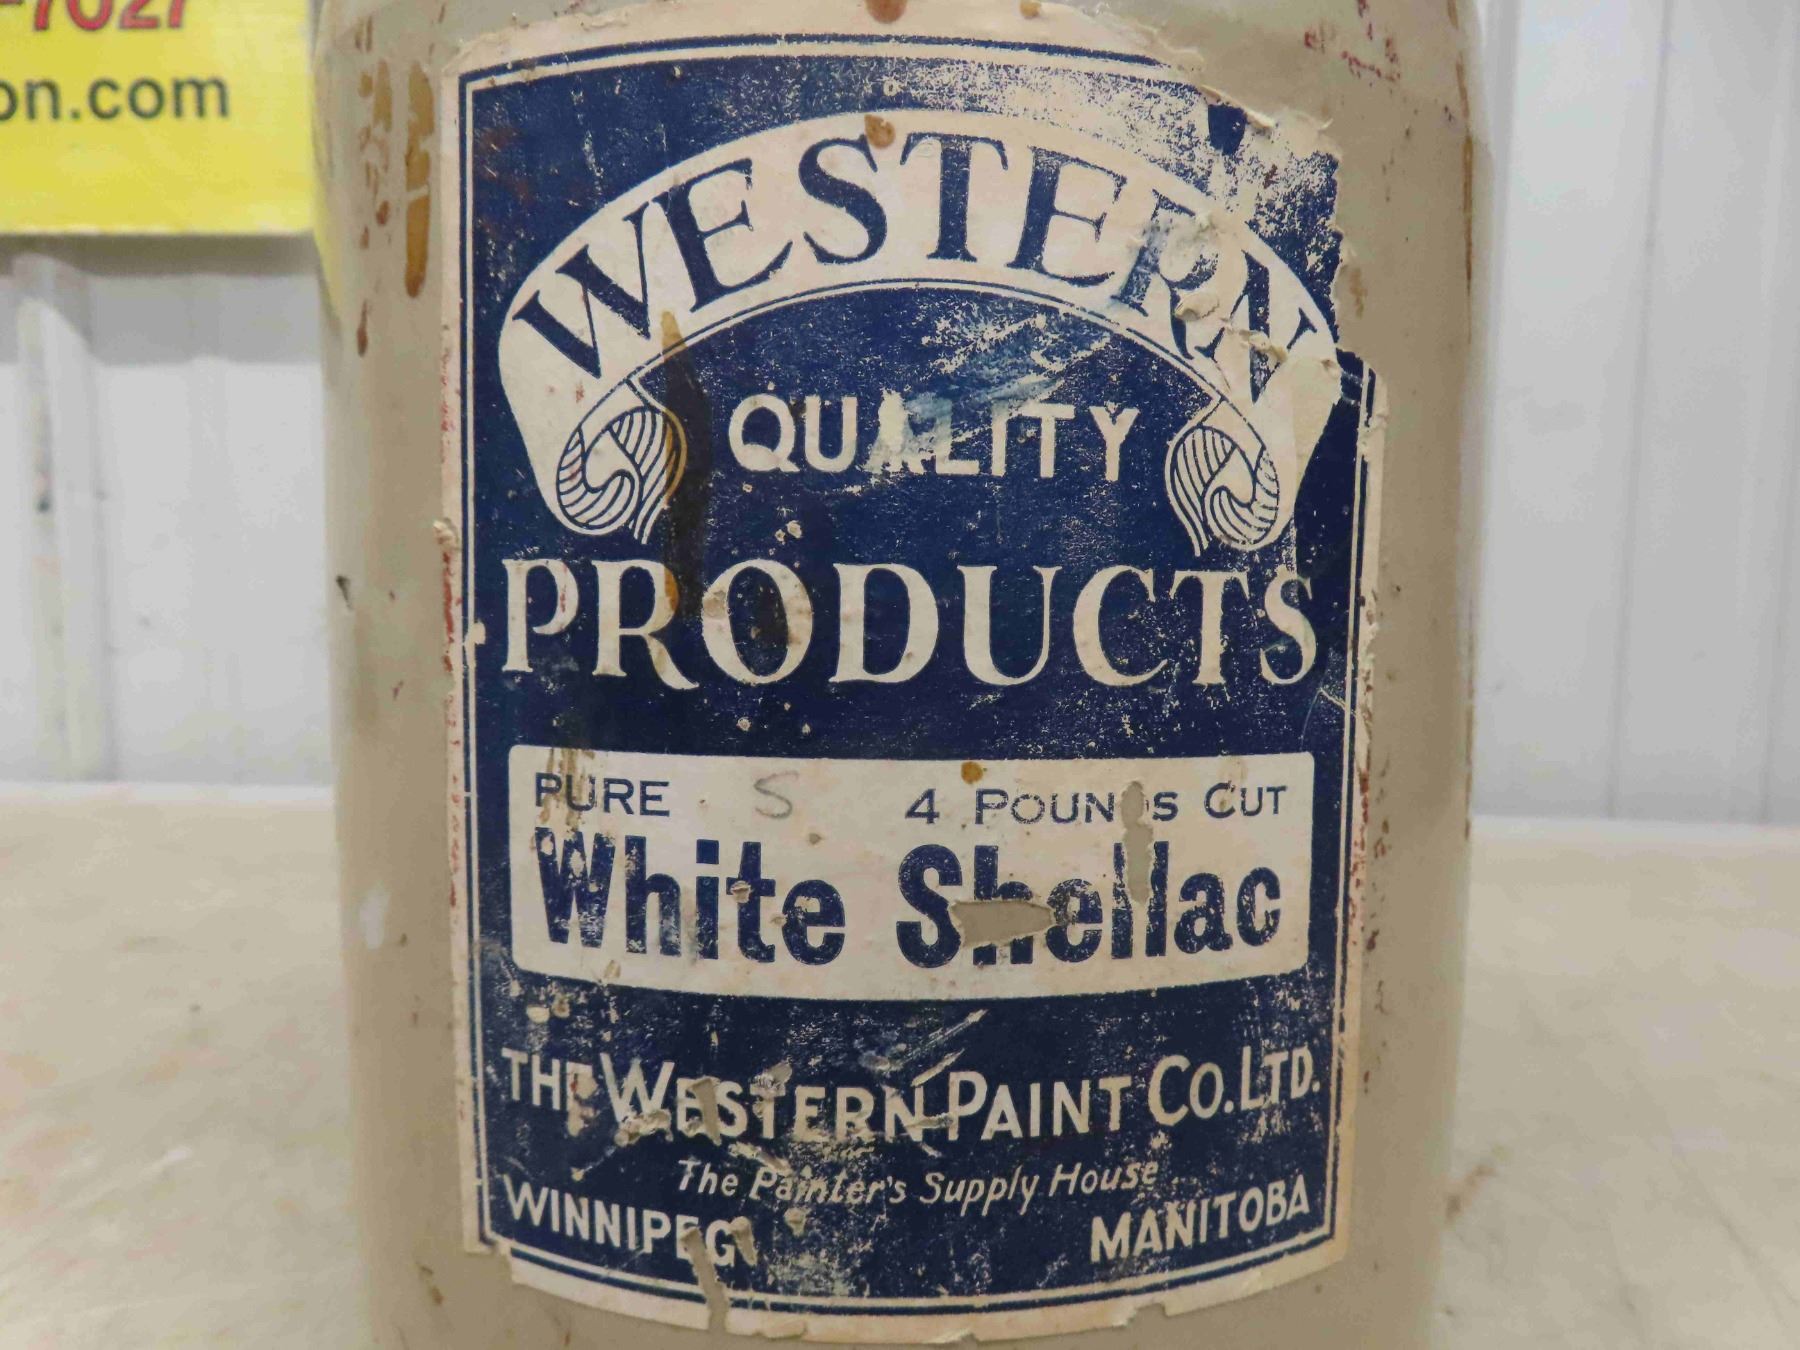 -7027
on.com
WESTERN
QUALITY
PRODUCTS
PURE S 4 POUNDS CUT
White Shellac
THE WESTERN PAINT CO. LTD.
The Painter's Supply House
WINNIPEG MANITOBA